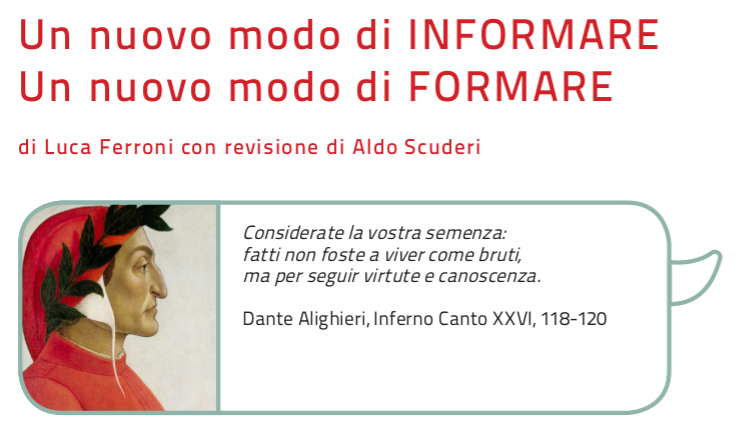 Un nuovo modo di INFORMARE
Un nuovo modo di FORMARE
di Luca Ferroni con revisione di Aldo Scuderi
Considerate la vostra semenza:
fatti non foste a viver come bruti,
ma per seguir virtute e canoscenza.
Dante Alighieri, Inferno Canto XXVI, 118-120